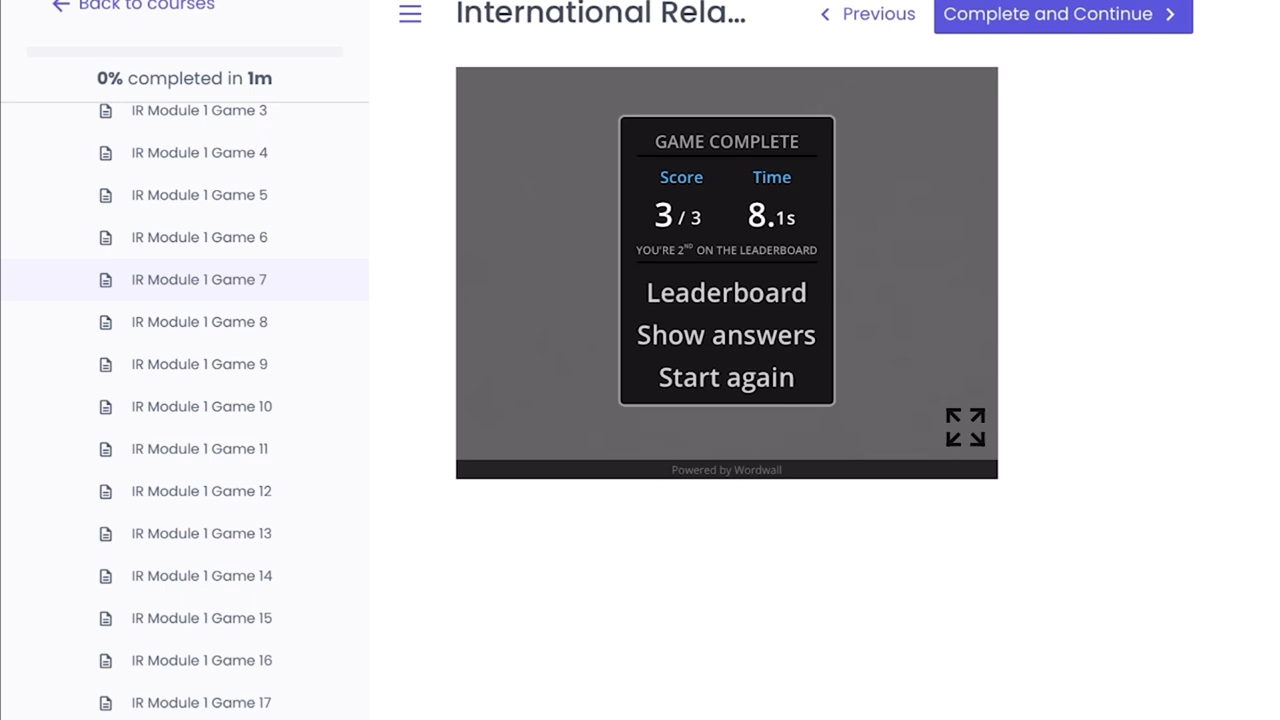 Back to courses
0% completed in 1m
IR Module 1 Game 3
IR Module 1 Game 4
IR Module 1 Game 5
IR Module 1 Game 6
IR Module 1 Game 7
IR Module 1 Game 8
IR Module 1 Game 9
IR Module 1 Game 10
IR Module 1 Game 11
IR Module 1 Game 12
IR Module 1 Game 13
IR Module 1 Game 14
IR Module 1 Game 15
IR Module 1 Game 16
IR Module 1 Game 17
International Rela...
Previous
Complete and Continue
GAME COMPLETE
Score Time
3 / 3 8.1s
YOU'RE 2ND ON THE LEADERBOARD
Leaderboard
Show answers
Start again
Powered by Wordwall